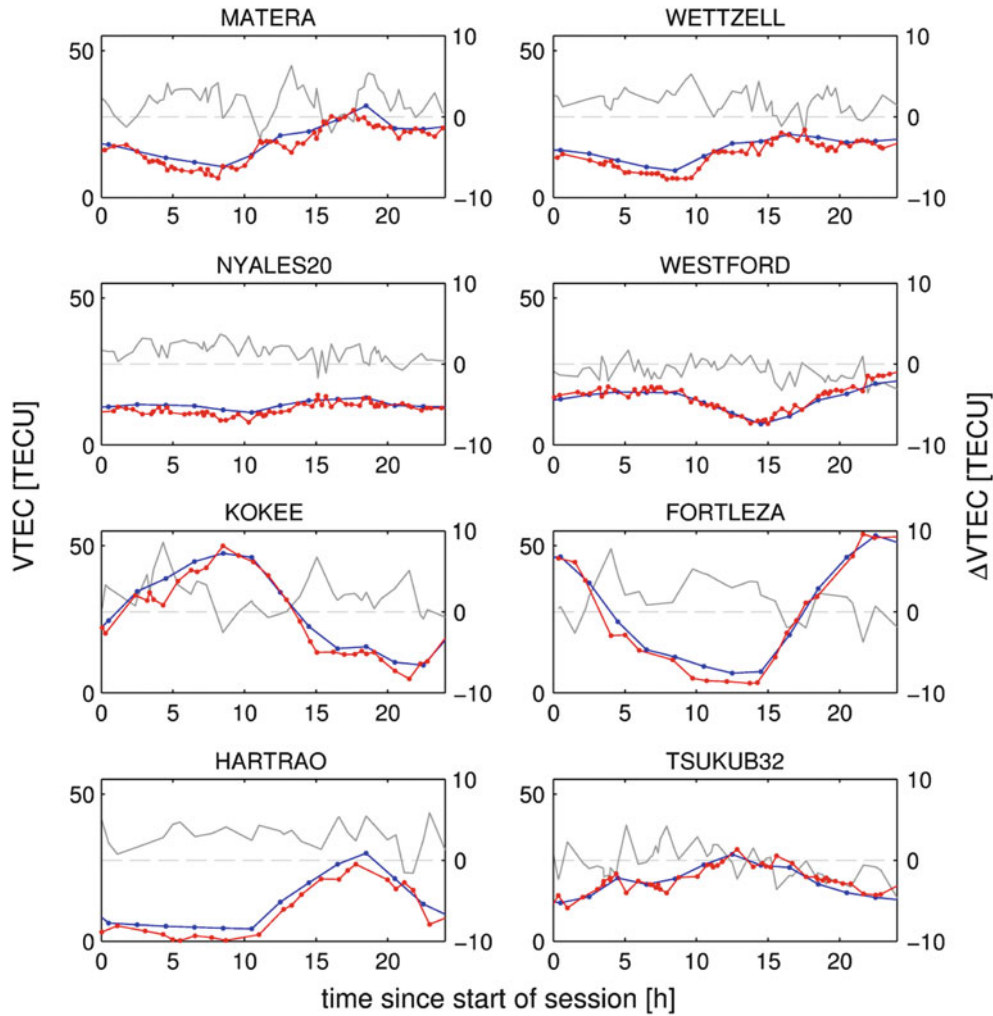 MATERA
50
0
10
0
−10
0 5 10 15 20
WETTZELL
50
0
10
0
−10
0 5 10 15 20
NYALES20
50
0
10
0
−10
0 5 10 15 20
WESTFORD
50
0
10
0
−10
0 5 10 15 20
VTEC [TECU]
ΔVTEC [TECU]
KOKEE
50
0
10
0
−10
0 5 10 15 20
FORTLEZA
50
0
10
0
−10
0 5 10 15 20
HARTRAO
50
0
10
0
−10
0 5 10 15 20
TSUKUB32
50
0
10
0
−10
0 5 10 15 20
time since start of session [h]